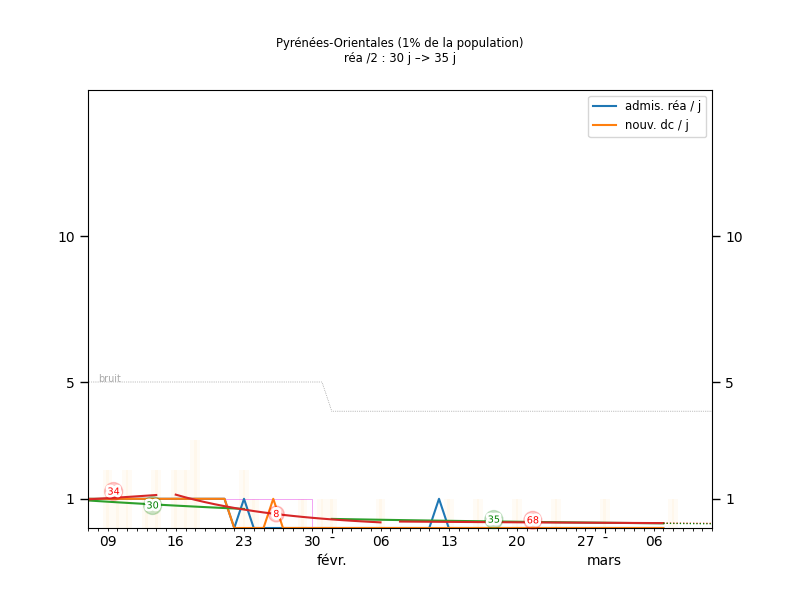 Pyrénées-Orientales (1% de la population)
réa /2 : 30 j –> 35 j
admis. réa / j
nouv. dc / j
10
10
bruit
5
5
34
30
8
35
68
1
1
09
16
23
30
06
13
20
27
06
févr.
mars